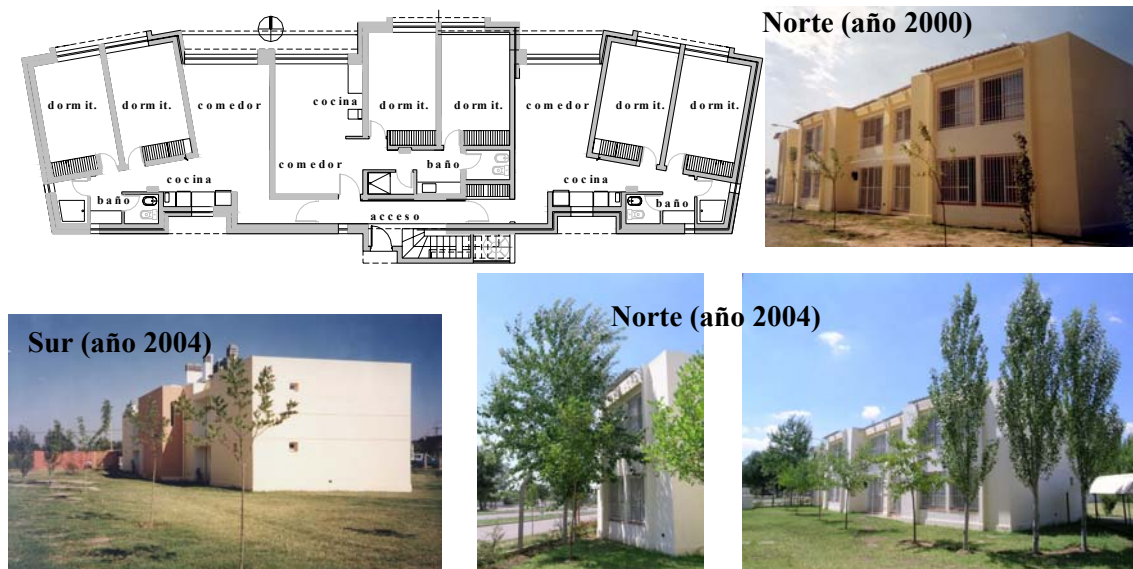 Norte (año 2000)
dormit.
dormit.
comedor
cocina
dormit.
dormit.
comedor
dormit.
dormit.
comedor
baño
cocina
cocina
baño
baño
acceso
Sur (año 2004)
Norte (año 2004)